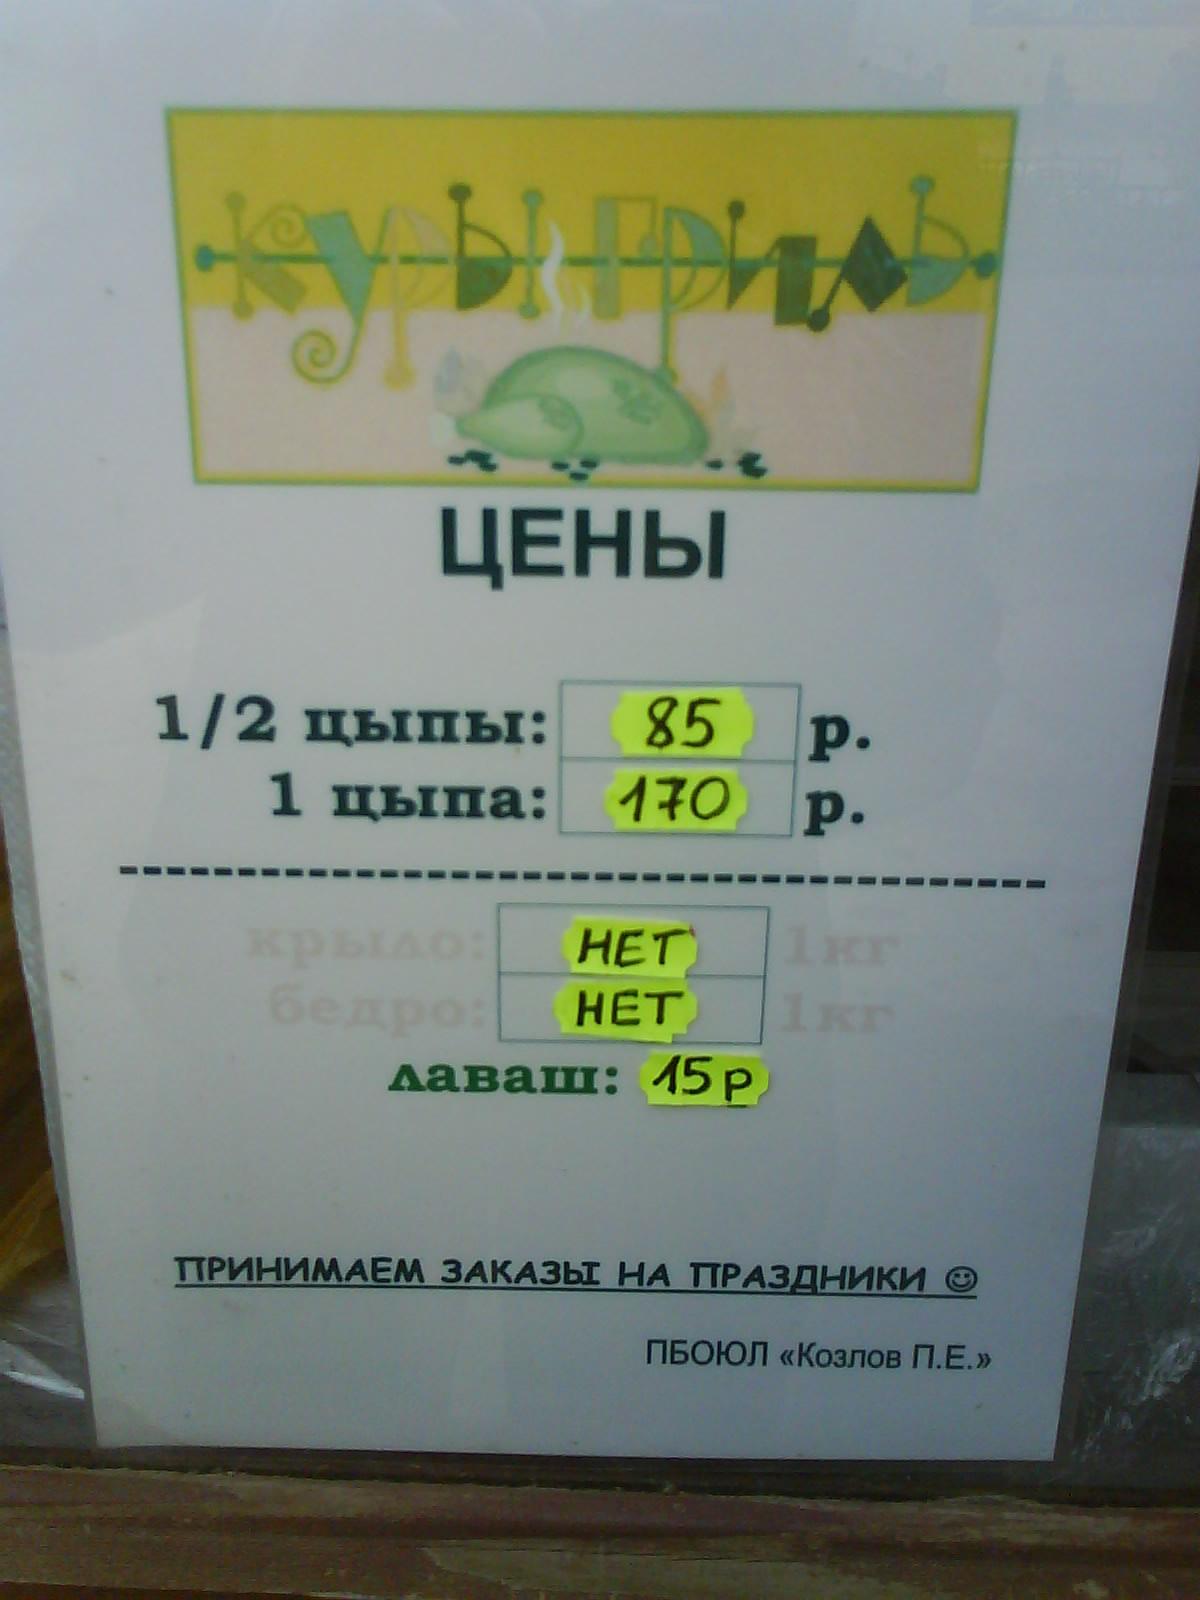 куры гриль
ЦЕНЫ
1/2 цыпы: 85 р.
1 цыпа: 170 р.
крыло: НЕТ 1кг
бедро: НЕТ 1кг
лаваш: 15р
ПРИНИМАЕМ ЗАКАЗЫ НА ПРАЗДНИКИ ☺
ПБОЮЛ «Козлов П.Е.»